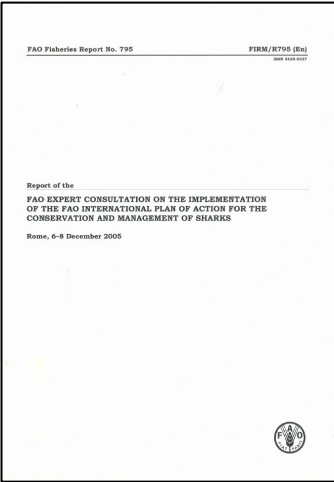 FAO Fisheries Report No. 795 FIRM/R795 (En)
ISSN 0429-9337
Report of the
FAO EXPERT CONSULTATION ON THE IMPLEMENTATION
OF THE FAO INTERNATIONAL PLAN OF ACTION FOR THE
CONSERVATION AND MANAGEMENT OF SHARKS
Rome, 6–8 December 2005
F A O
FIAT PANIS